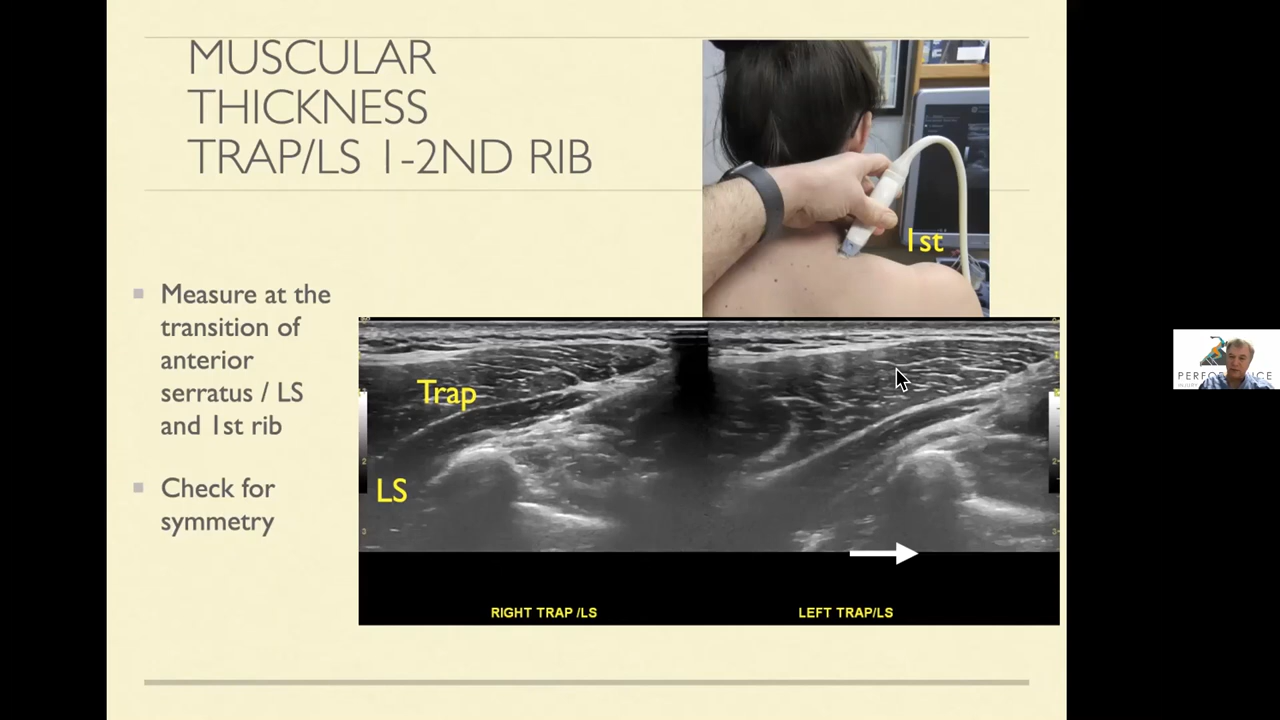 MUSCULAR
THICKNESS
TRAP/LS 1-2ND RIB
1st
Measure at the
transition of
anterior
serratus / LS
and 1st rib
Check for
symmetry
Trap
LS
RIGHT TRAP /LS
LEFT TRAP/LS